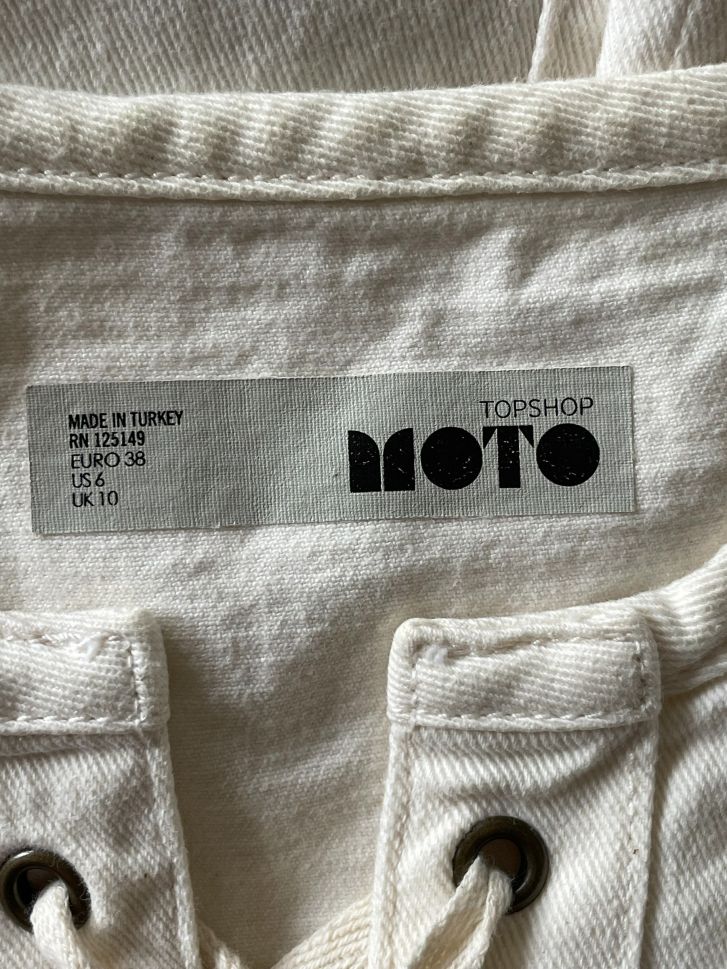 MADE IN TURKEY
RN 125149
EURO 38
US 6
UK 10
TOPSHOP
MOTO